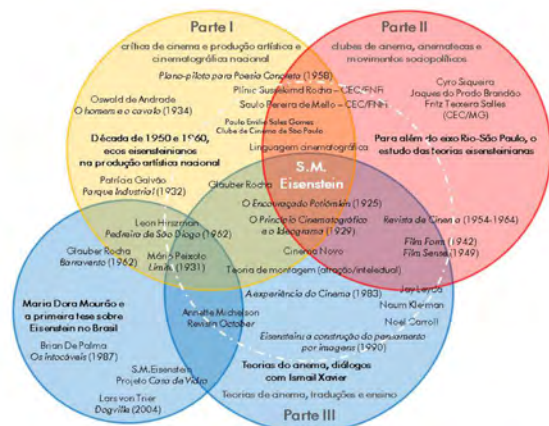 Parte I
crítica de cinema e produção artística e
cinematográfica nacional
Plano-piloto para Poesia Concreta (1958)
Plínio Sussekind Rocha – CEC/FNFi
Saulo Pereira de Mello – CEC/FNFi
Oswald de Andrade
O homem e o cavalo (1934)
Paulo Emilio Sales Gomes
Clube de Cinema de São Paulo
Década de 1950 e 1960,
ecos eisensteinianos
na produção artística nacional
Linguagem cinematográfica
Patrícia Galvão
Parque Industrial (1932)
Parte II
clubes de cinema, cinematecas e
movimentos sociopolíticos
Cyro Siqueira
Jaques do Prado Brandão
Fritz Teixeira Salles
(CEC/MG)
Para além do eixo Rio-São Paulo, o
estudo das teorias eisensteinianas
S.M.
Eisenstein
Glauber Rocha
O Encouraçado Potiômkin (1925)
O Princípio Cinematográfico
e o Ideograma (1929)
Revista de Cinema (1954-1964)
Film Form (1942)
Film Sense (1949)
Leon Hirszman
Pedreira de São Diogo (1962)
Glauber Rocha
Barravento (1962)
Mário Peixoto
Limite (1931)
Cinema Novo
Teoria de montagem (atração/intelectual)
A experiência do Cinema (1983)
Jay Leyda
Naum Kleiman
Noel Carroll
Maria Dora Mourão e
a primeira tese sobre
Eisenstein no Brasil
Annette Michelson
Revista October
Brian De Palma
Os intocáveis (1987)
Eisenstein: a construção do pensamento
por imagens (1990)
S.M.Eisenstein
Projeto Casa de Vidro
Teorias do cinema, diálogos
com Ismail Xavier
Lars von Trier
Dogville (2004)
Teorias de cinema, traduções e ensino
Parte III